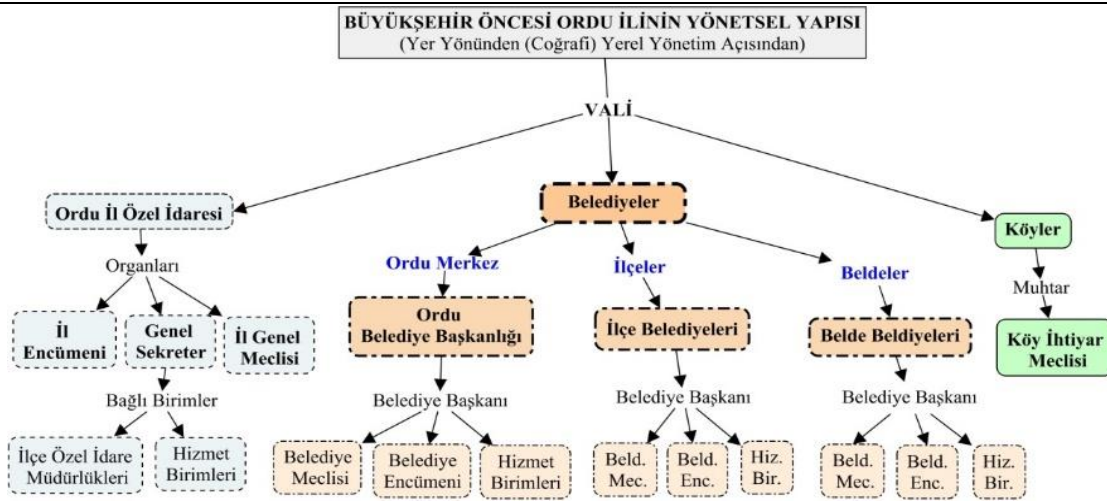 BÜYÜKŞEHİR ÖNCESİ ORDU İLİNİN YÖNETSEL YAPISI
(Yer Yönünden (Coğrafi) Yerel Yönetim Açısından)
VALİ
Ordu İl Özel İdaresi
Organları
İl
Encümeni
Genel
Sekreter
İl Genel
Meclisi
Bağlı Birimler
İlçe Özel İdare
Müdürlükleri
Hizmet
Birimleri
Belediyeler
Ordu Merkez
Ordu
Belediye Başkanlığı
Belediye Başkanı
Belediye
Meclisi
Belediye
Encümeni
Hizmet
Birimleri
İlçeler
İlçe Belediyeleri
Belediye Başkanı
Beld.
Mec.
Beld.
Enc.
Hiz.
Bir.
Beldeler
Belde Beldiyeleri
Belediye Başkanı
Beld.
Mec.
Beld.
Enc.
Hiz.
Bir.
Köyler
Muhtar
Köy İhtiyar
Meclisi